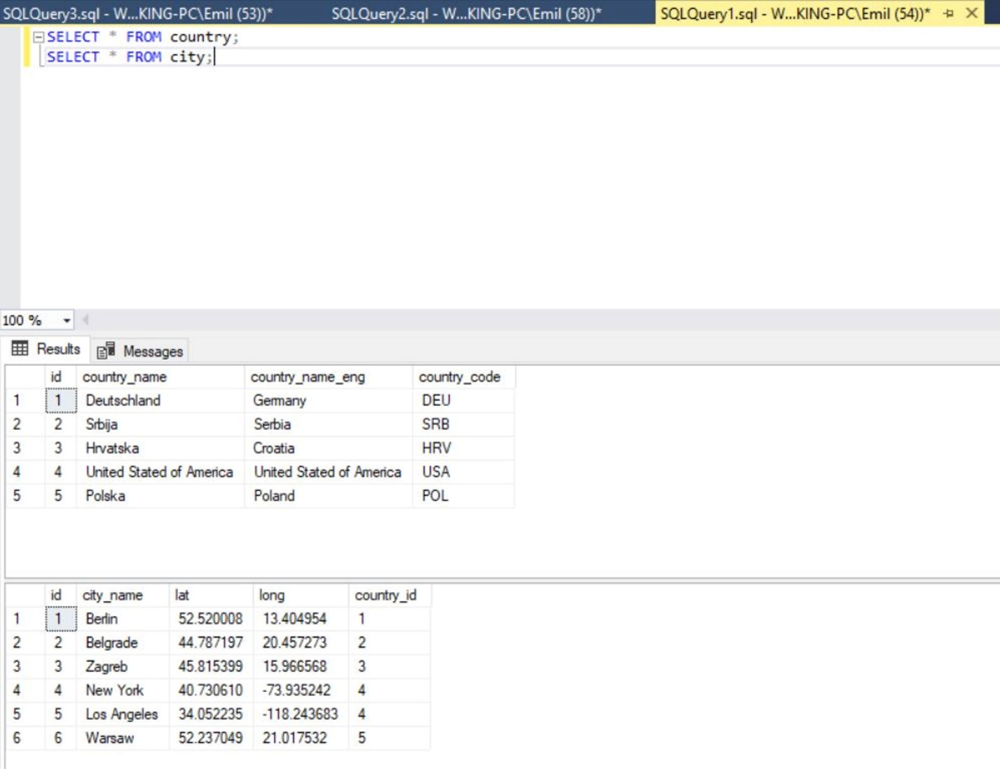 SQLQuery3.sql - W...KING-PC\Emil (53))* SQLQuery2.sql - W...KING-PC\Emil (58))* SQLQuery1.sql - W...KING-PC\Emil (54))*
SELECT * FROM country;
SELECT * FROM city;
100 %
Results Messages
id country_name country_name_eng country_code
1 1 Deutschland Germany DEU
2 2 Srbija Serbia SRB
3 3 Hrvatska Croatia HRV
4 4 United Stated of America United Stated of America USA
5 5 Polska Poland POL
id city_name lat long country_id
1 1 Berlin 52.520008 13.404954 1
2 2 Belgrade 44.787197 20.457273 2
3 3 Zagreb 45.815399 15.966568 3
4 4 New York 40.730610 -73.935242 4
5 5 Los Angeles 34.052235 -118.243683 4
6 6 Warsaw 52.237049 21.017532 5